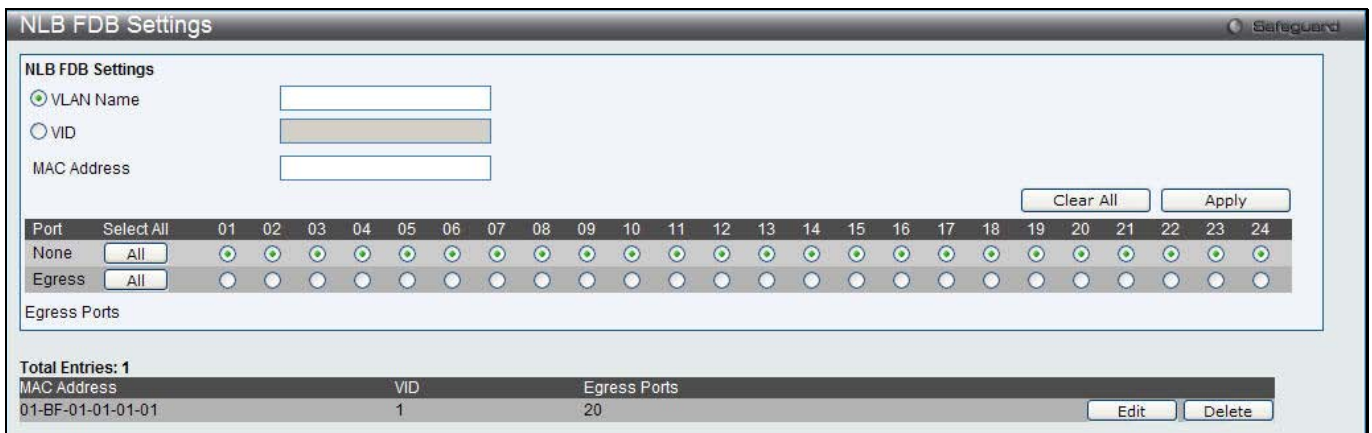 NLB FDB Settings Safeguard
NLB FDB Settings
VLAN Name
VID
MAC Address
Clear All Apply
Port Select All 01 02 03 04 05 06 07 08 09 10 11 12 13 14 15 16 17 18 19 20 21 22 23 24
None All
Egress All
Egress Ports
Total Entries: 1
MAC Address VID Egress Ports
01-BF-01-01-01-01 1 20 Edit Delete